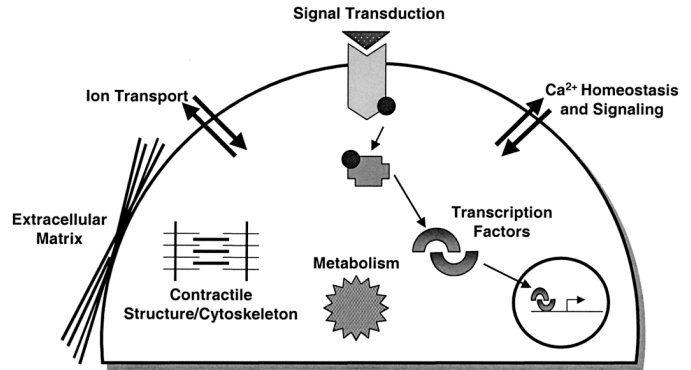 Signal Transduction
Ion Transport
Ca²⁺ Homeostasis
and Signaling
Extracellular
Matrix
Transcription
Factors
Metabolism
Contractile
Structure/Cytoskeleton